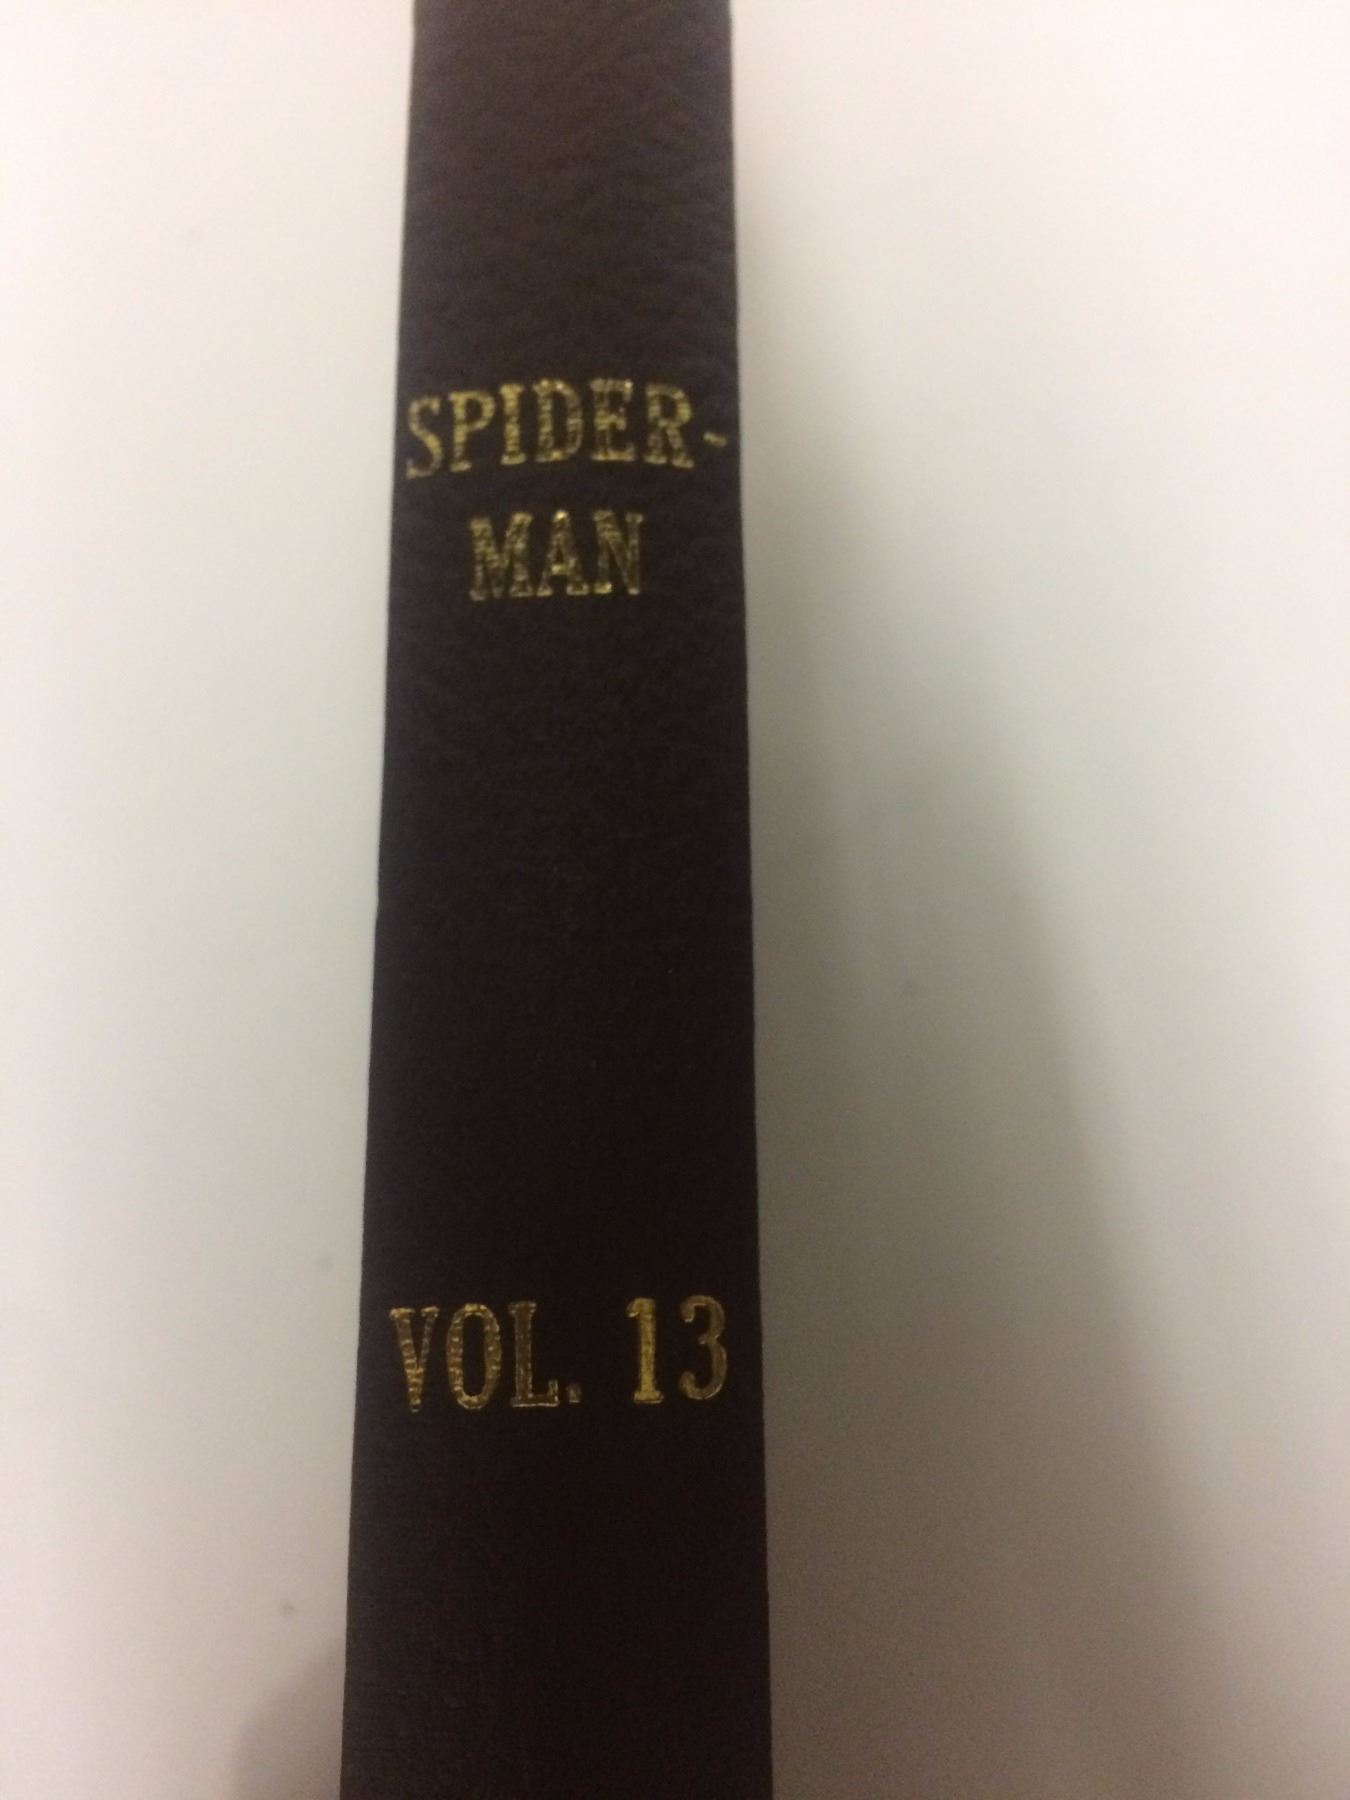 SPIDER-
MAN
VOL. 13